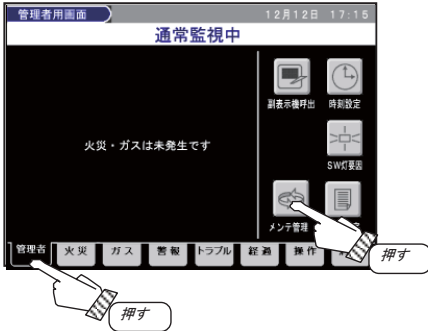 管理者用画面
12月12日 17:15
通常監視中
副表示機呼出
時刻設定
火災・ガスは未発生です
SW灯要因
メンテ管理
管理者
火災
ガス
警報
トラブル
経過
操作
押す
押す